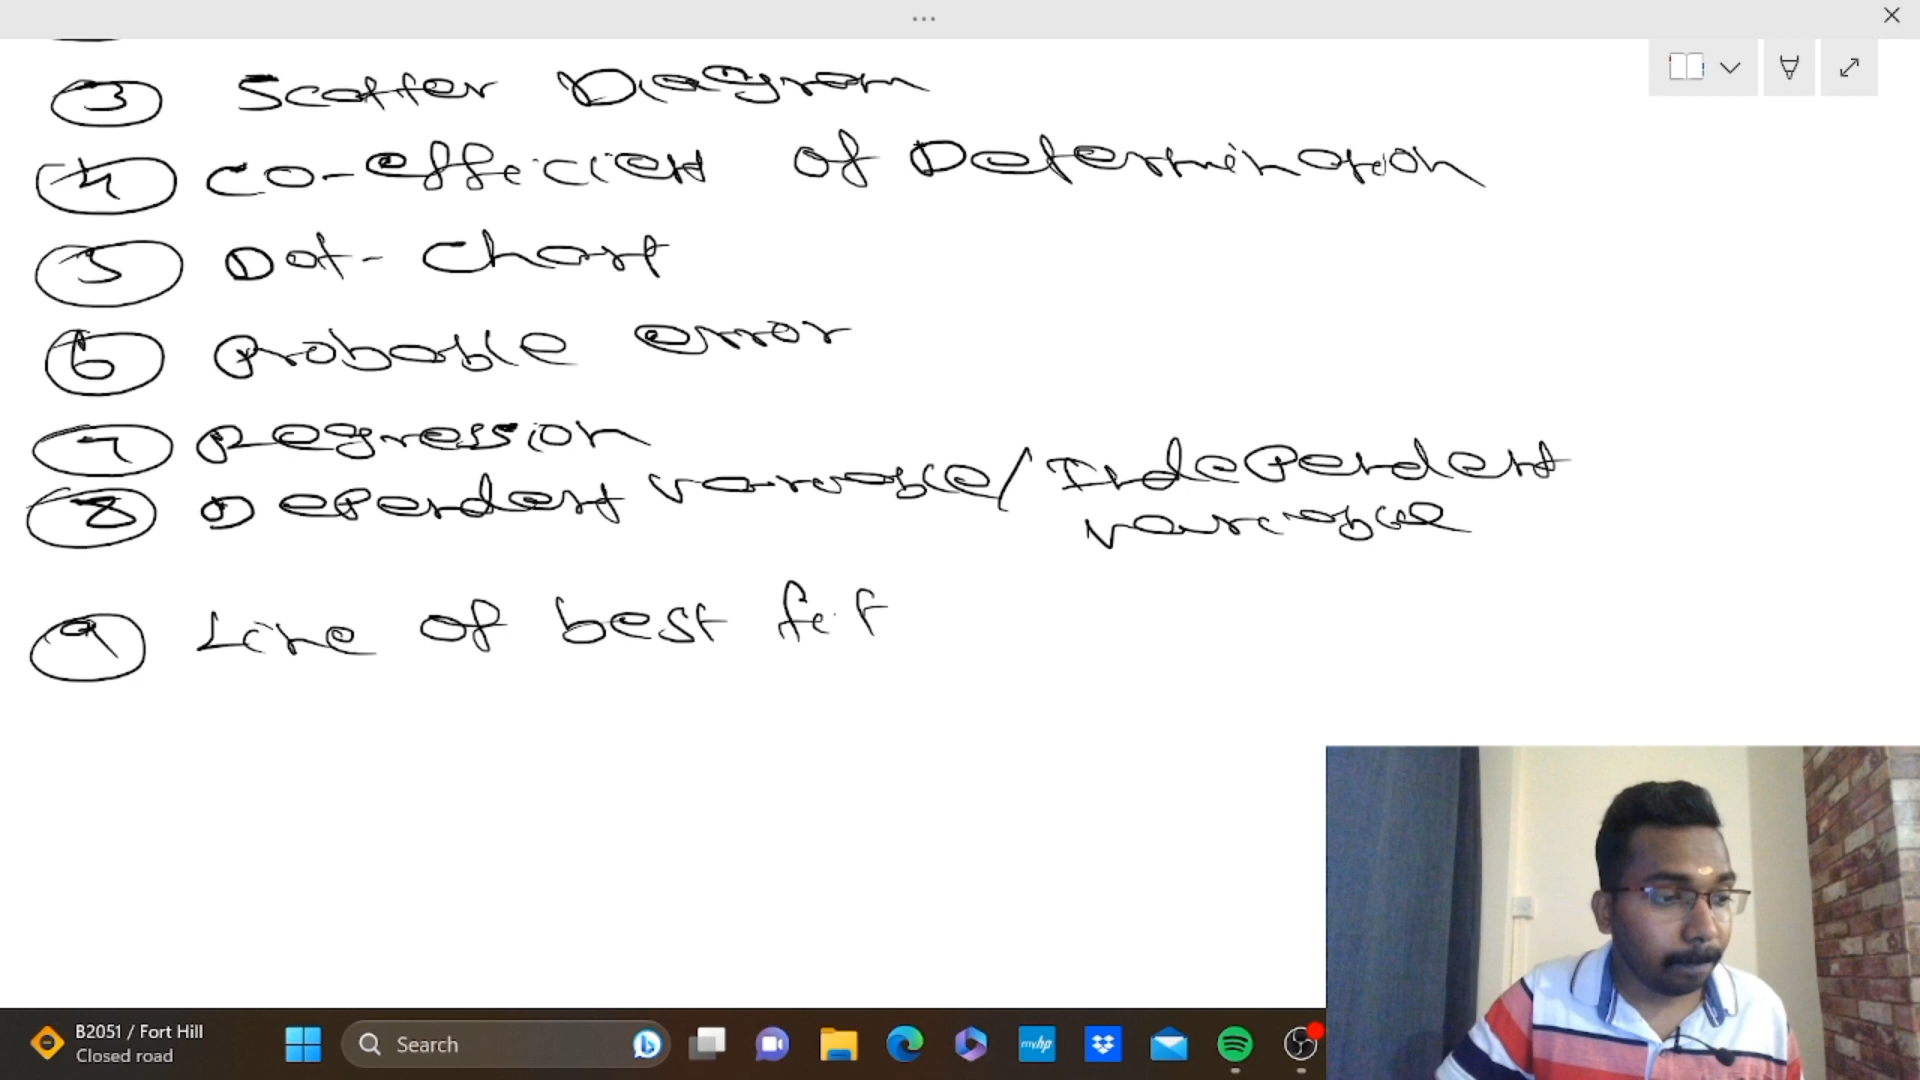 ...
3 Scatter Diagram
4 CO-efficient of Determination
5 Dot-Chart
6 Probable error
7 Regression
8 Dependent variable/Independent
variable
9 Line of best fit
B2051 / Fort Hill
Closed road
Search
myhp